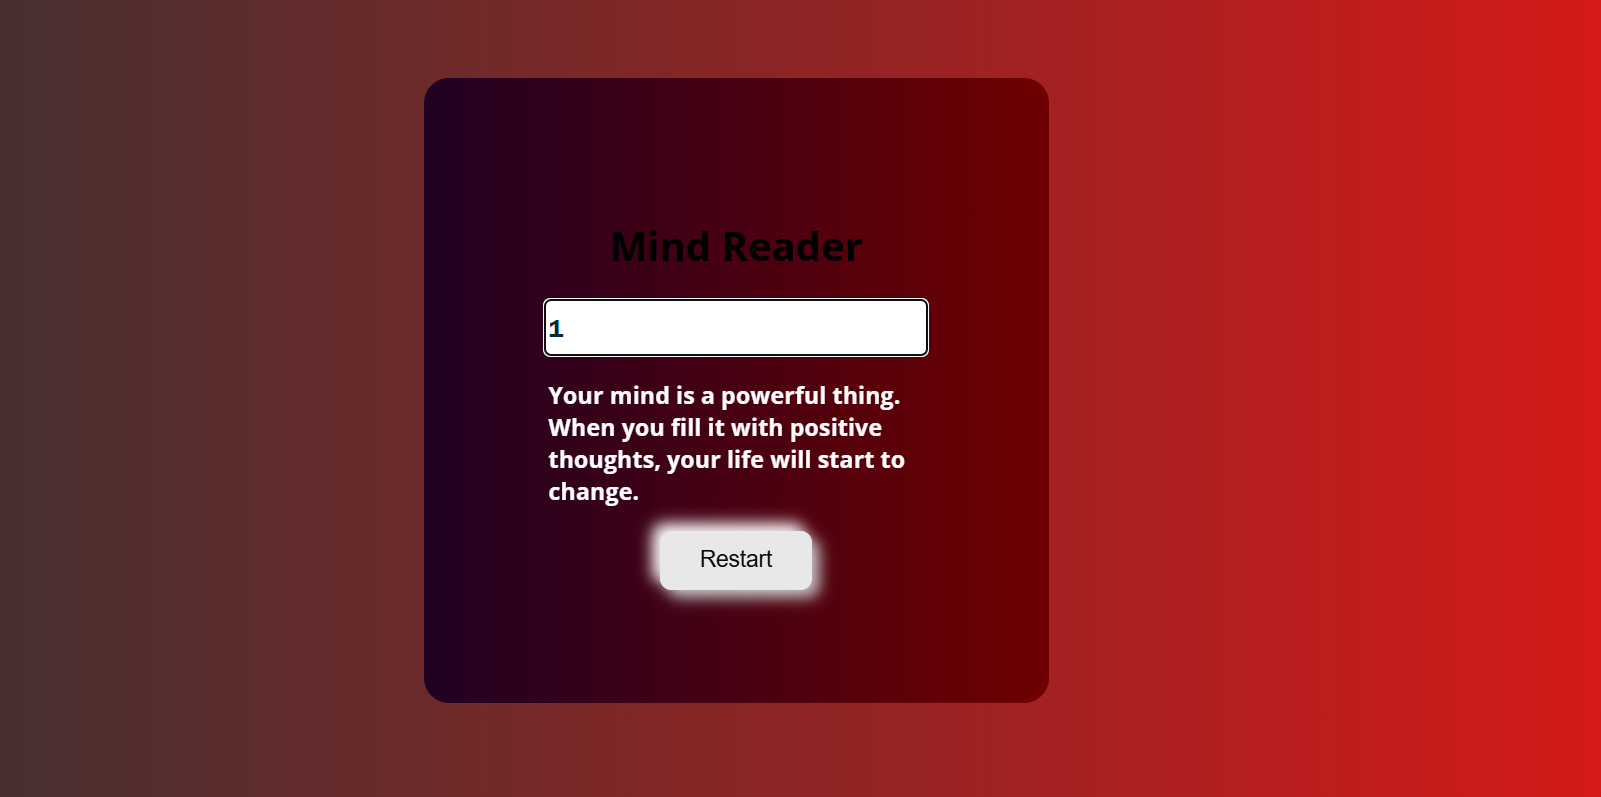 Mind Reader
1
Your mind is a powerful thing.
When you fill it with positive
thoughts, your life will start to
change.
Restart